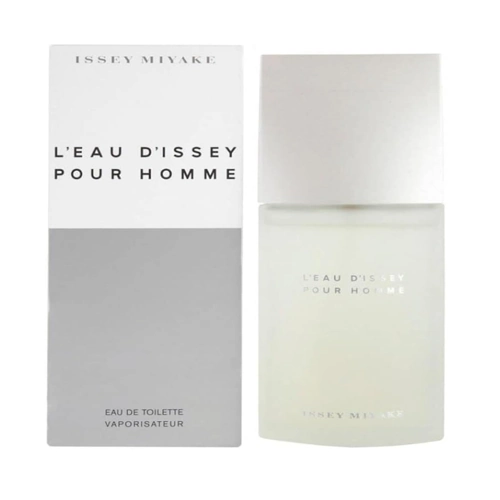 ISSEY MIYAKE
L'EAU D'ISSEY
POUR HOMME
EAU DE TOILETTE
VAPORISATEUR
L'EAU D'ISSEY
POUR HOMME
ISSEY MIYAKE